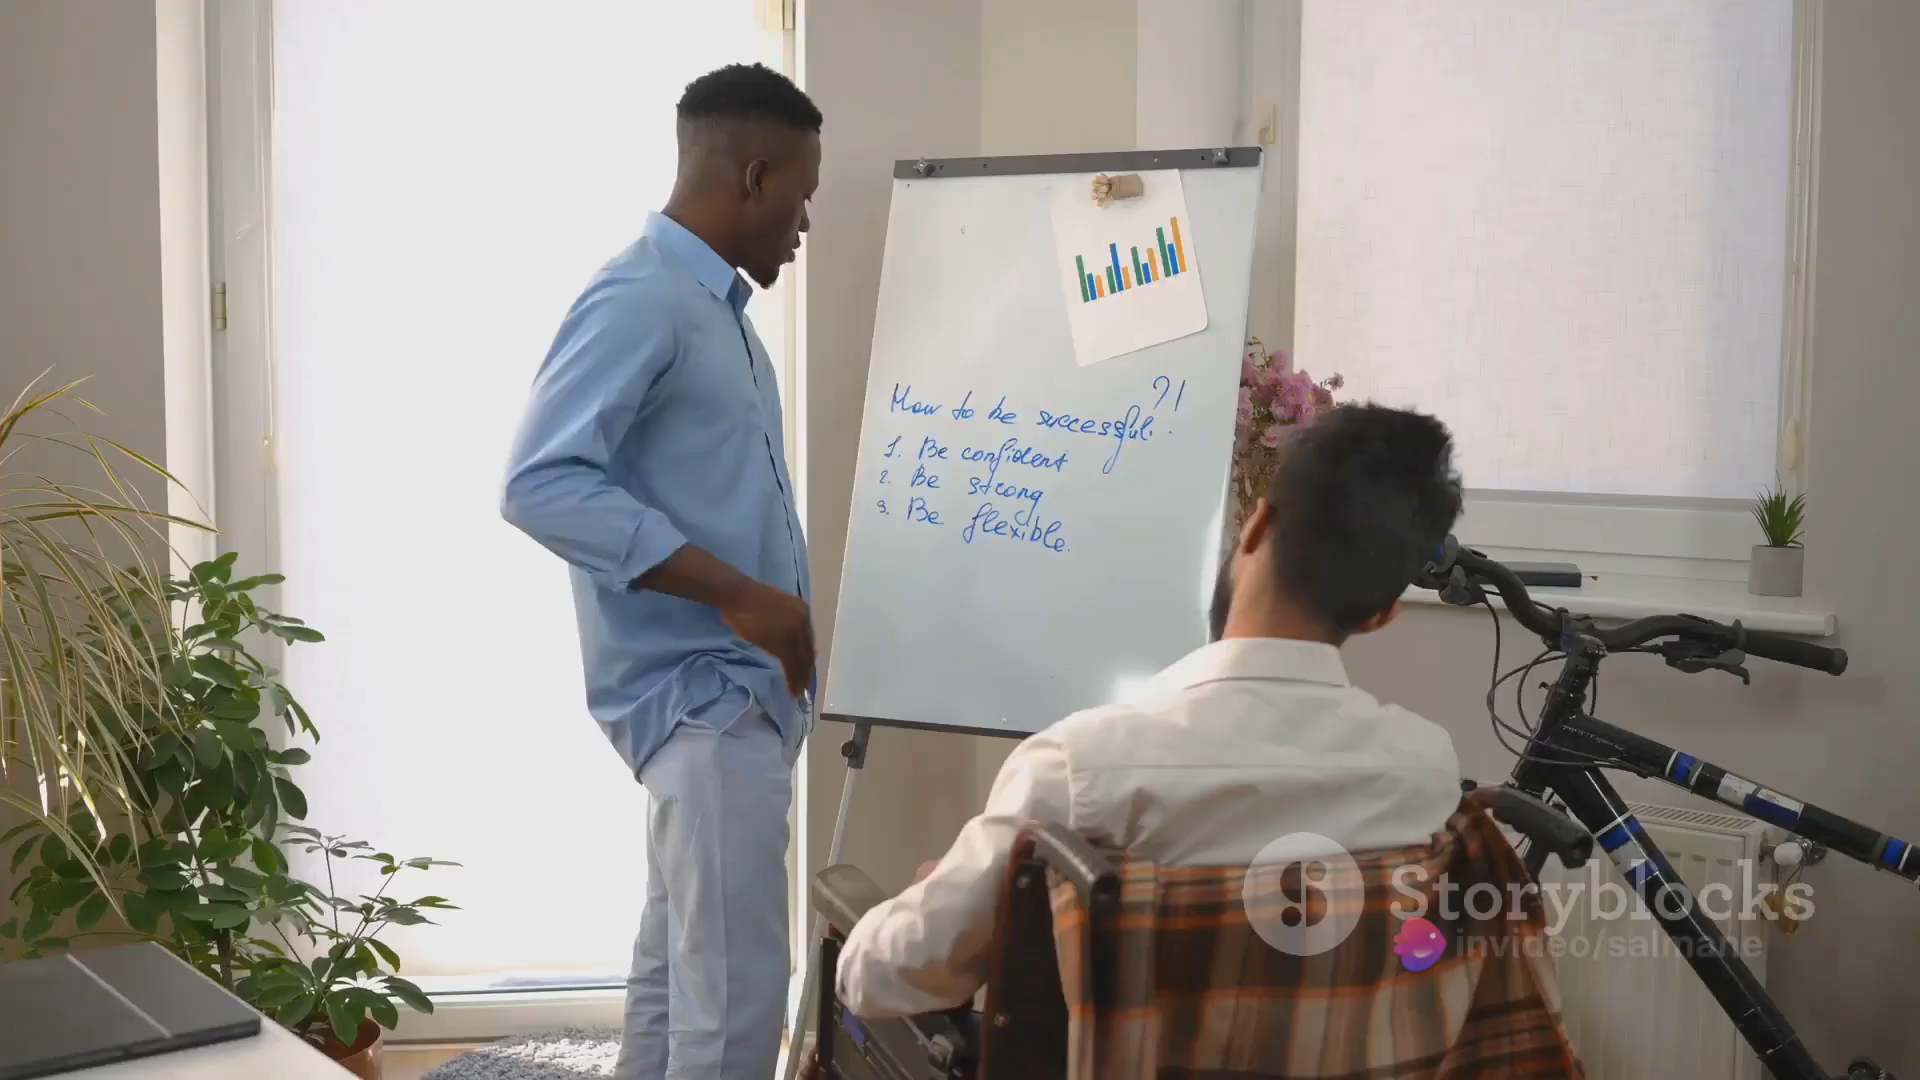 How to be successful?!
1. Be confident
2. Be strong
3. Be flexible.
Storyblocks
invideo/salmane